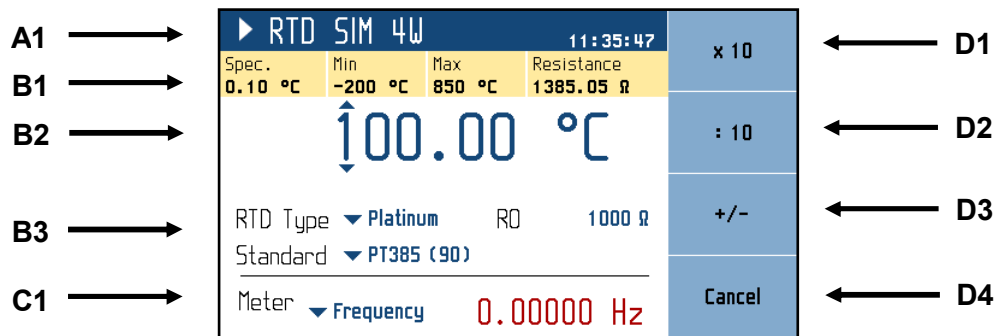 A1
RTD SIM 4W 11:35:47
x 10
D1
B1
Spec. Min Max Resistance
0.10 °C -200 °C 850 °C 1385.05 Ω
B2
100.00 °C
: 10
D2
B3
RTD Type Platinum R0 1000 Ω
Standard PT385 (90)
+/-
D3
C1
Meter Frequency 0.00000 Hz
Cancel
D4